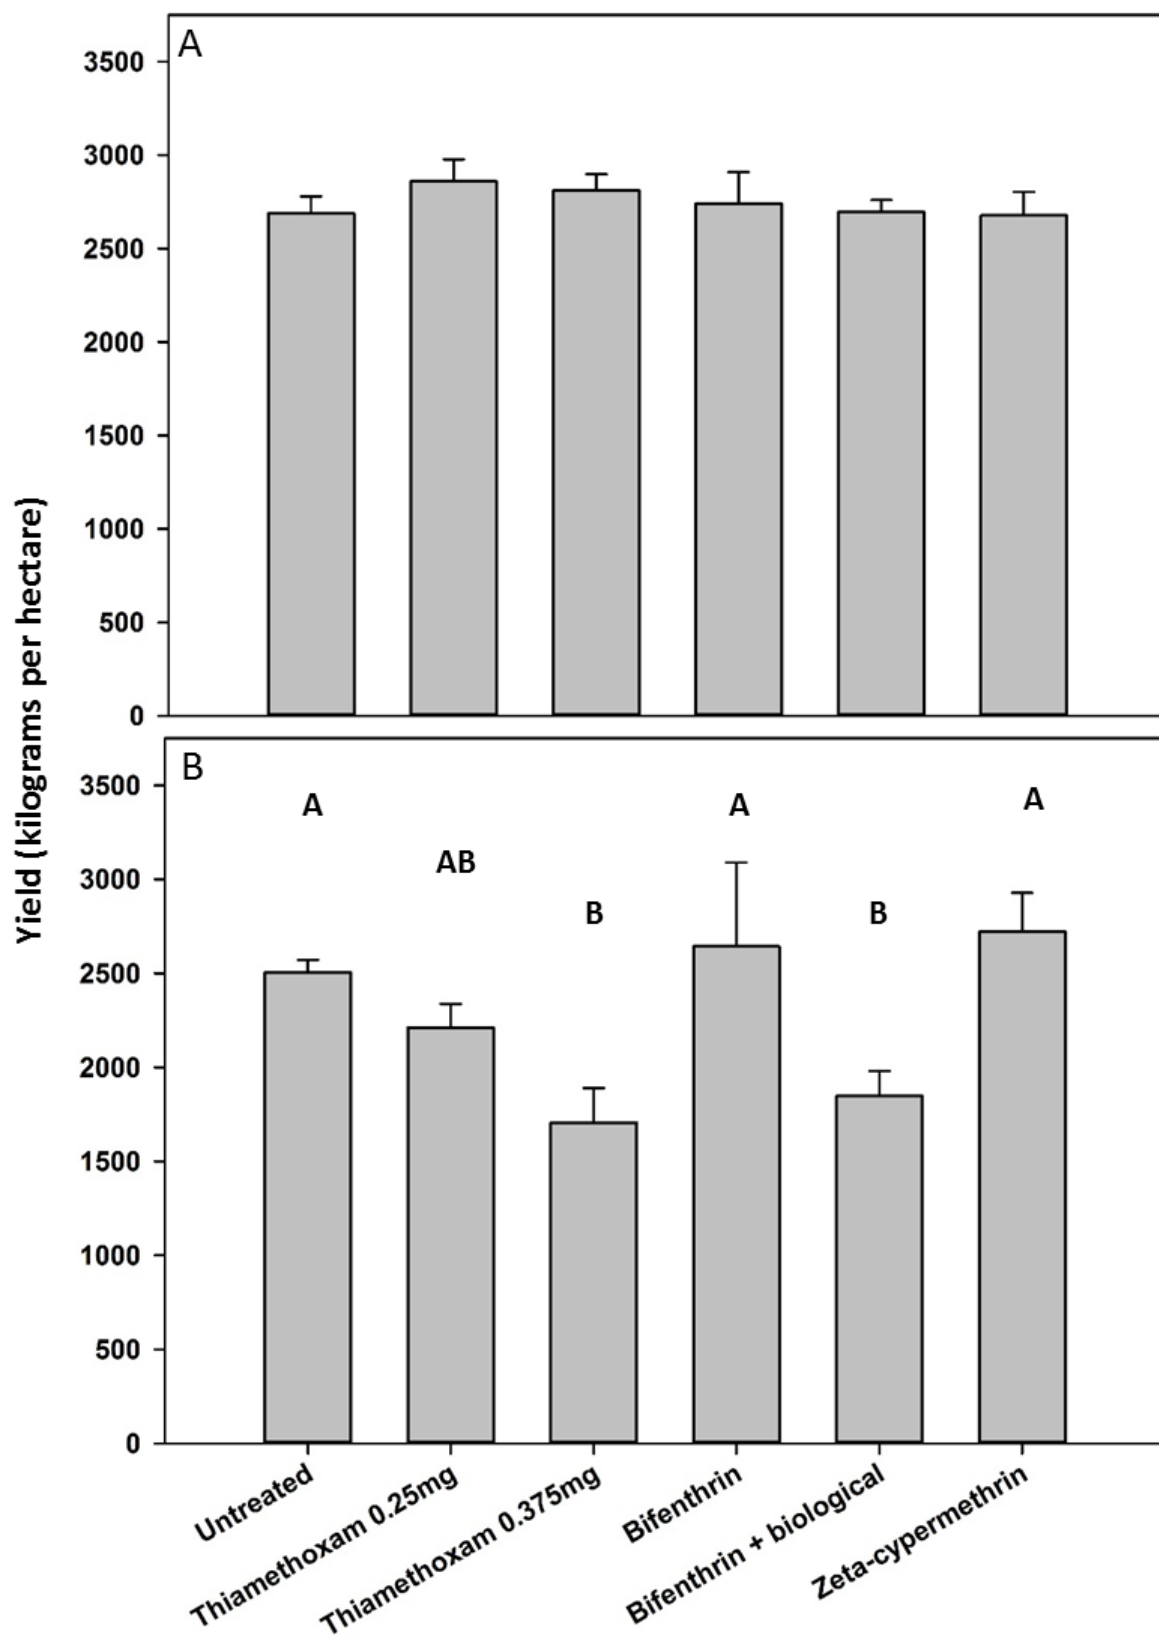 A
3500
3000
2500
2000
1500
1000
500
0
Yield (kilograms per hectare)
B
3500
3000
2500
2000
1500
1000
500
0
A
AB
B
A
B
A
Untreated
Thiamethoxam 0.25mg
Thiamethoxam 0.375mg
Bifenthrin
Bifenthrin + biological
Zeta-cypermethrin